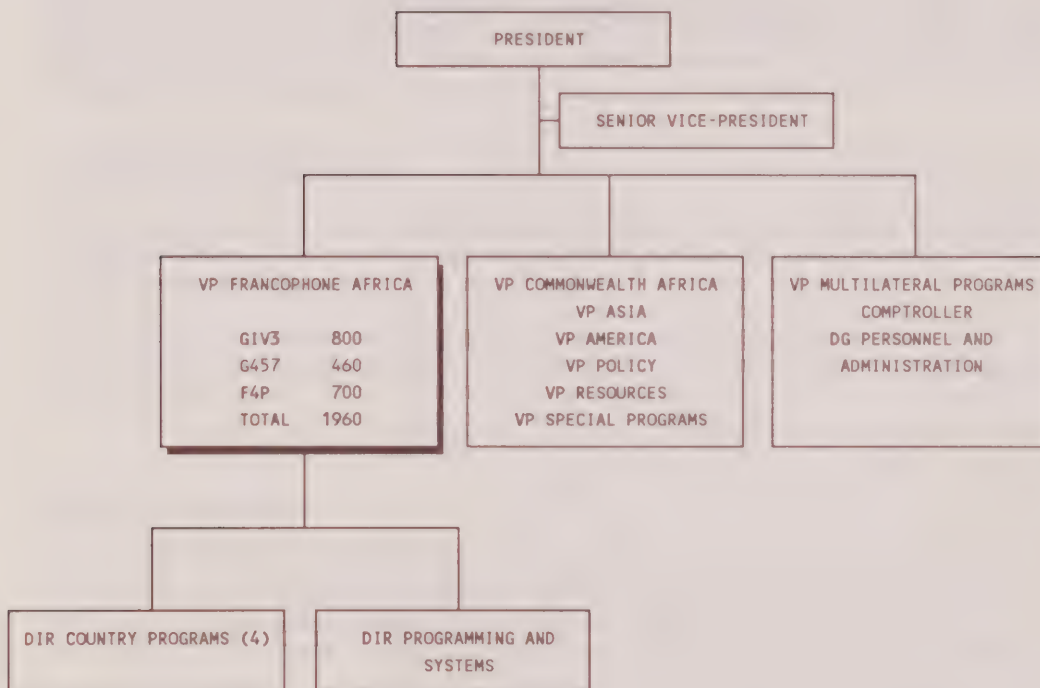 PRESIDENT
SENIOR VICE-PRESIDENT
VP FRANCOPHONE AFRICA
GIV3 800
G457 460
F4P 700
TOTAL 1960
VP COMMONWEALTH AFRICA
VP ASIA
VP AMERICA
VP POLICY
VP RESOURCES
VP SPECIAL PROGRAMS
VP MULTILATERAL PROGRAMS
COMPTROLLER
DG PERSONNEL AND
ADMINISTRATION
DIR COUNTRY PROGRAMS (4)
DIR PROGRAMMING AND
SYSTEMS